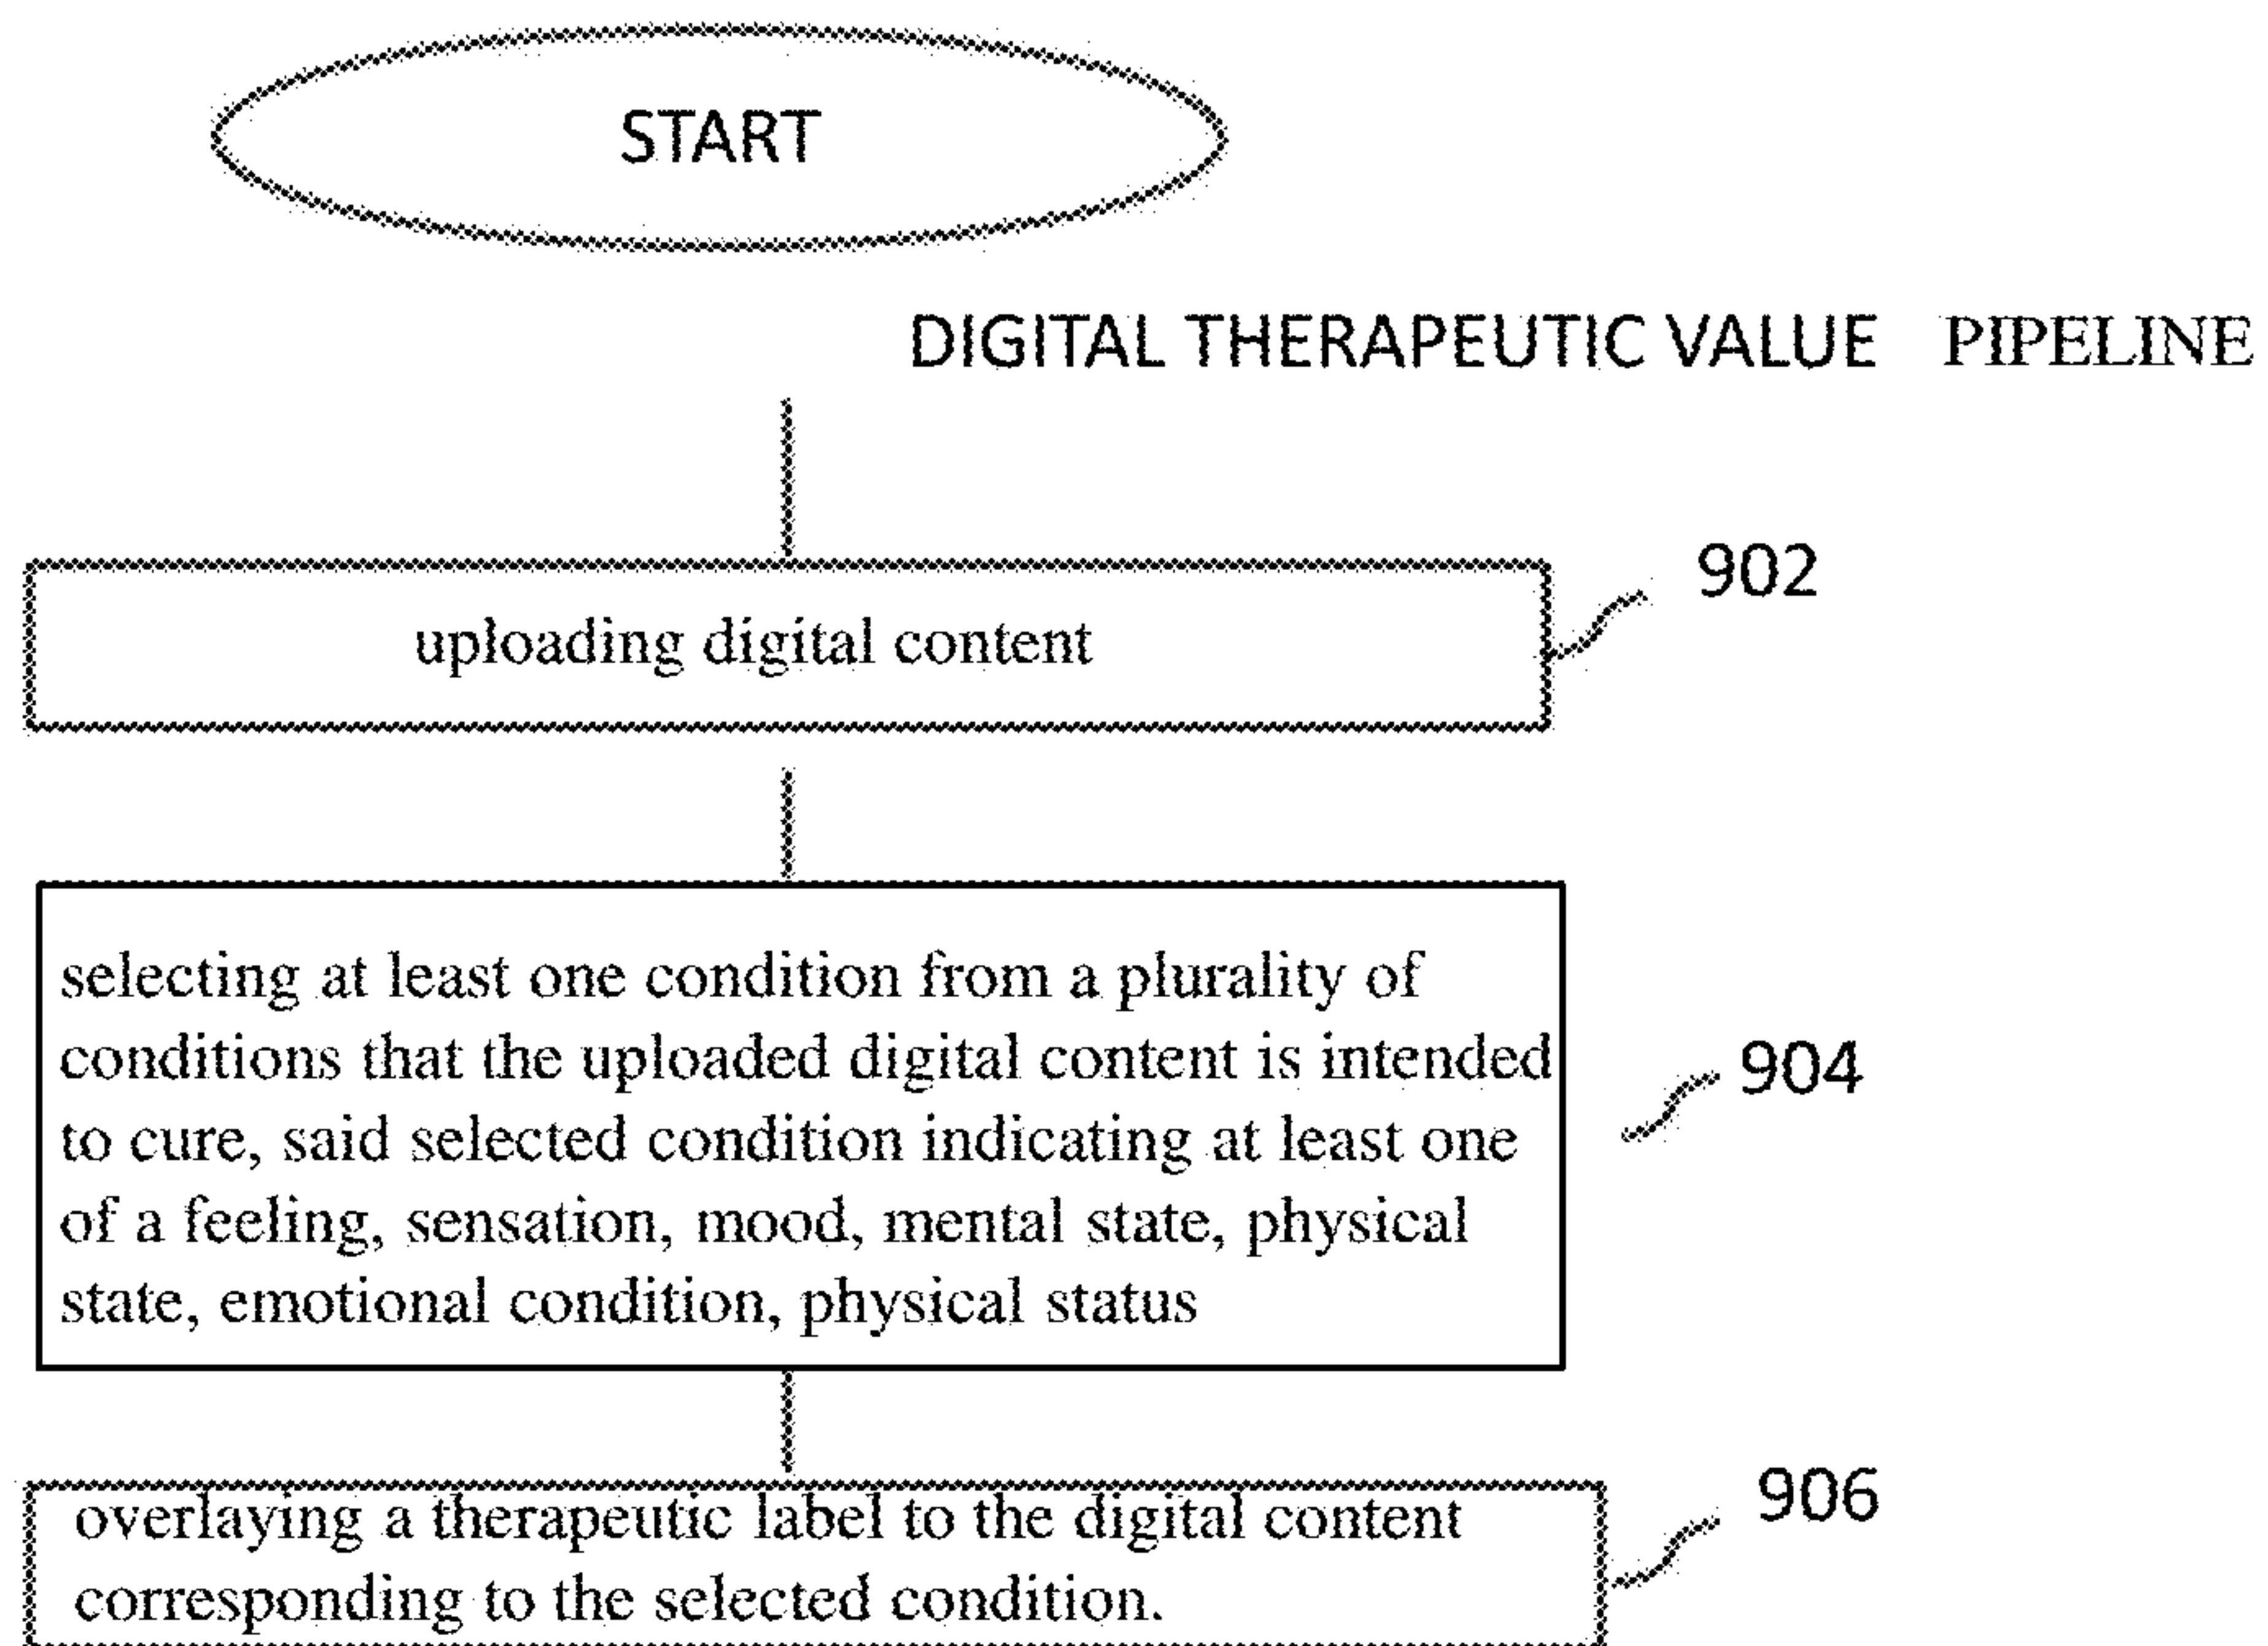 START
DIGITAL THERAPEUTIC VALUE PIPELINE
902
uploading digital content
selecting at least one condition from a plurality of
conditions that the uploaded digital content is intended
to cure, said selected condition indicating at least one
of a feeling, sensation, mood, mental state, physical
state, emotional condition, physical status
904
906
overlaying a therapeutic label to the digital content
corresponding to the selected condition.